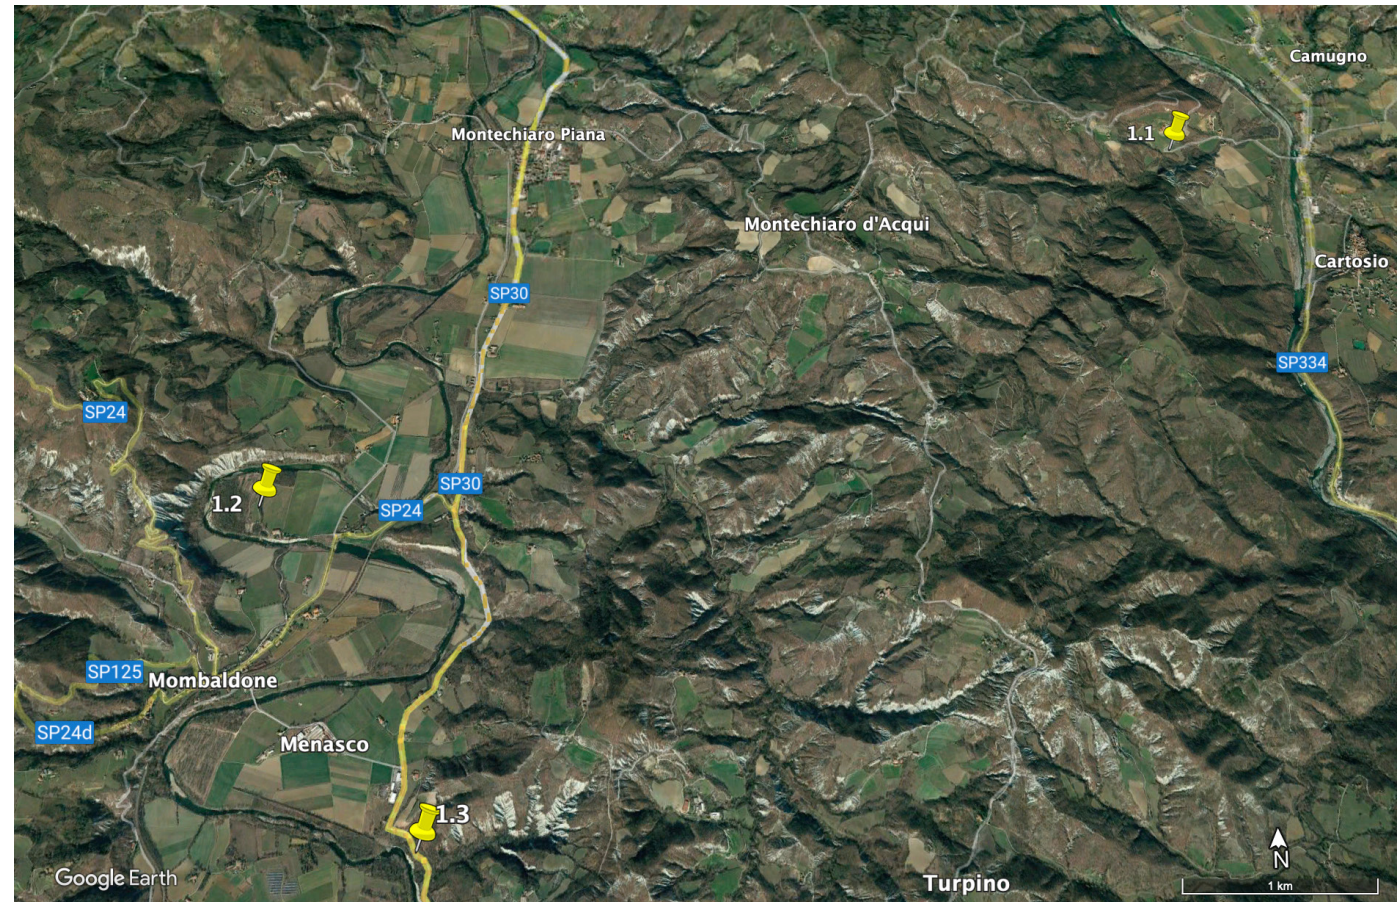 Camugno
Montechiaro Piana
1.1
Montechiaro d'Acqui
Cartosio
SP30
SP334
SP24
SP30
1.2
SP24
SP125
Mombaldone
SP24d
Menasco
1.3
Google Earth
Turpino
N
1 km